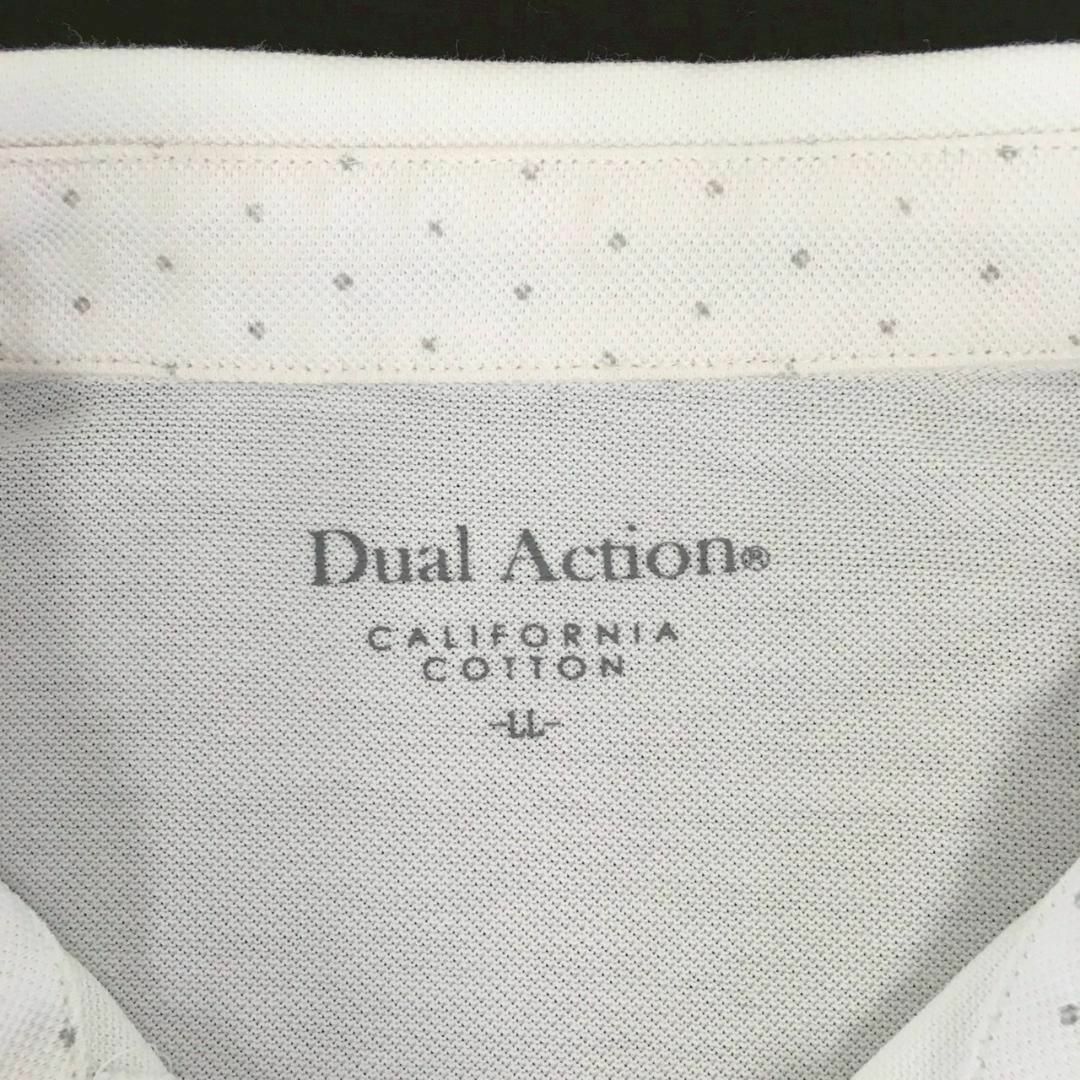 Dual Action®
CALIFORNIA
COTTON
-LL-